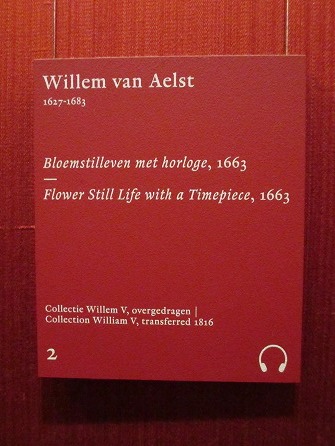 Willem van Aelst
1627-1683
Bloemstilleven met horloge, 1663
—
Flower Still Life with a Timepiece, 1663
Collectie Willem V, overgedragen |
Collection William V, transferred 1816
2